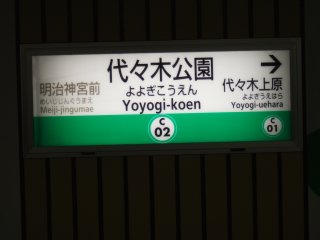 代々木公園
よよぎこうえん
Yoyogi-koen
明治神宮前
めいじじんぐうまえ
Meiji-jingumae
→
代々木上原
よよぎうえはら
Yoyogi-uehara
C
02
C
01